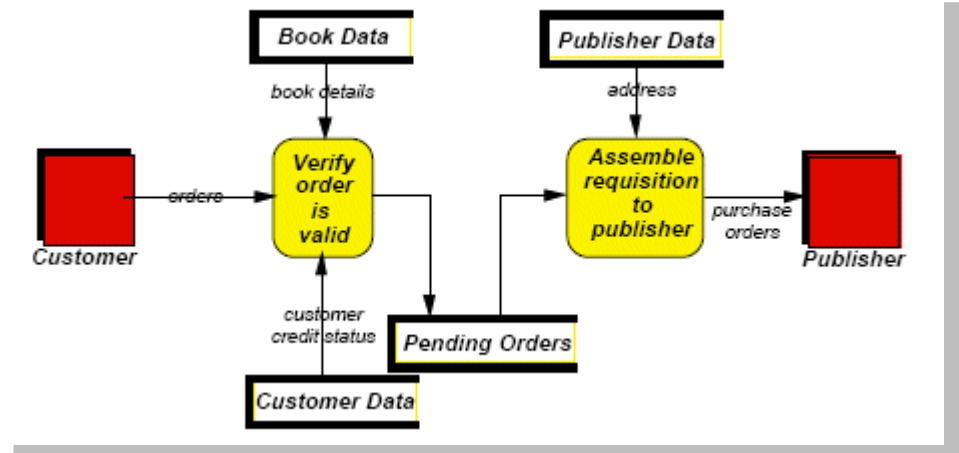 Book Data
Publisher Data
book details
address
Verify
order
is
valid
Assemble
requisition
to
publisher
orders
purchase
orders
Customer
Publisher
customer
credit status
Pending Orders
Customer Data